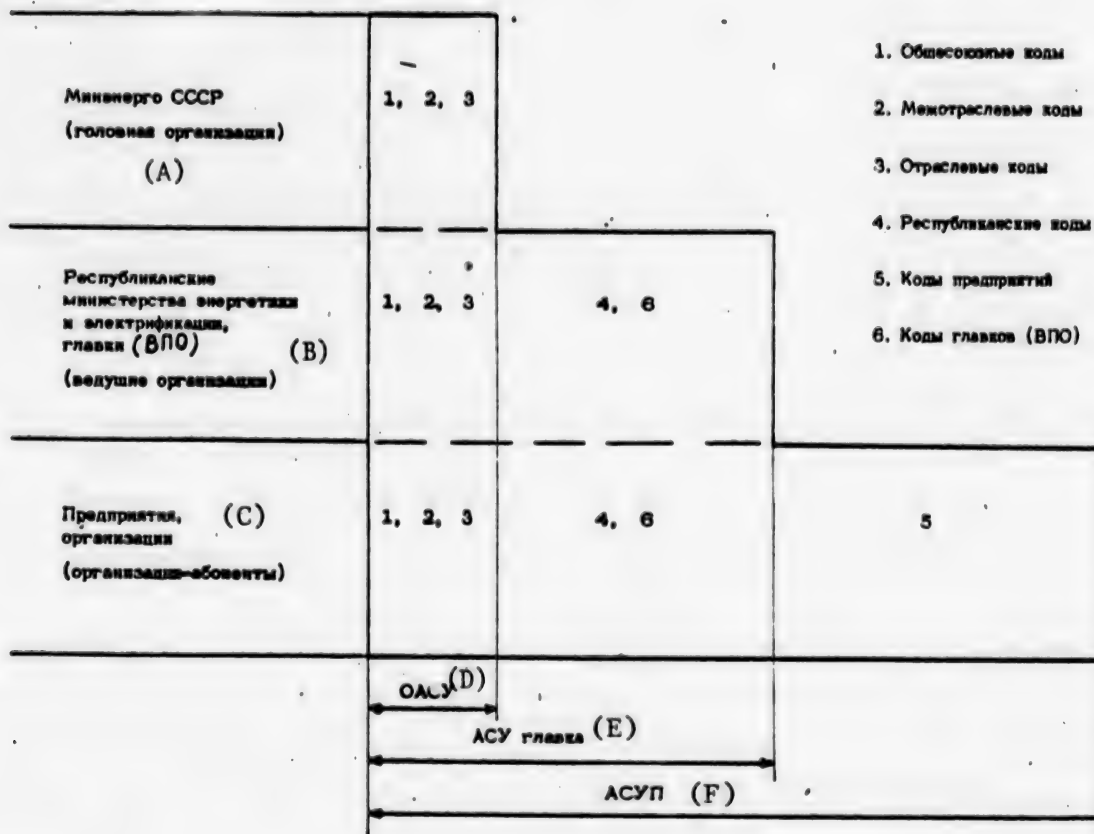 Минэнерго СССР
(головная организация)
(A)
1, 2, 3
Республиканские
министерства энергетики
и электрификации,
главки (ВПО)
(B)
(ведущие организации)
1, 2, 3
4, 6
Предприятия,
организации
(C)
(организации-абоненты)
1, 2, 3
4, 6
5
1. Общесоюзные коды
2. Межотраслевые коды
3. Отраслевые коды
4. Республиканские коды
5. Коды предприятий
6. Коды главков (ВПО)
ОАСУ (D)
АСУ главка (E)
АСУП (F)